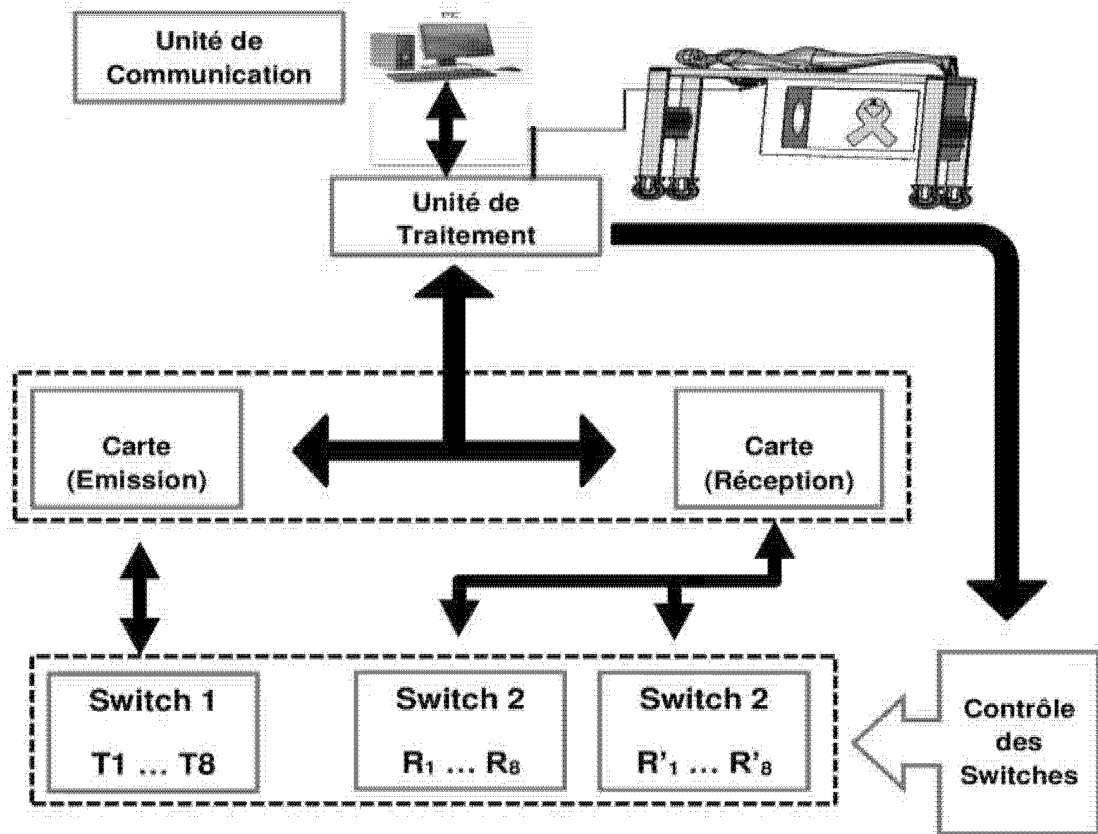 Unité de
Communication
Unité de
Traitement
Carte
(Emission)
Carte
(Réception)
Switch 1
T1 ... T8
Switch 2
R₁ ... R₈
Switch 2
R'₁ ... R'₈
Contrôle
des
Switches